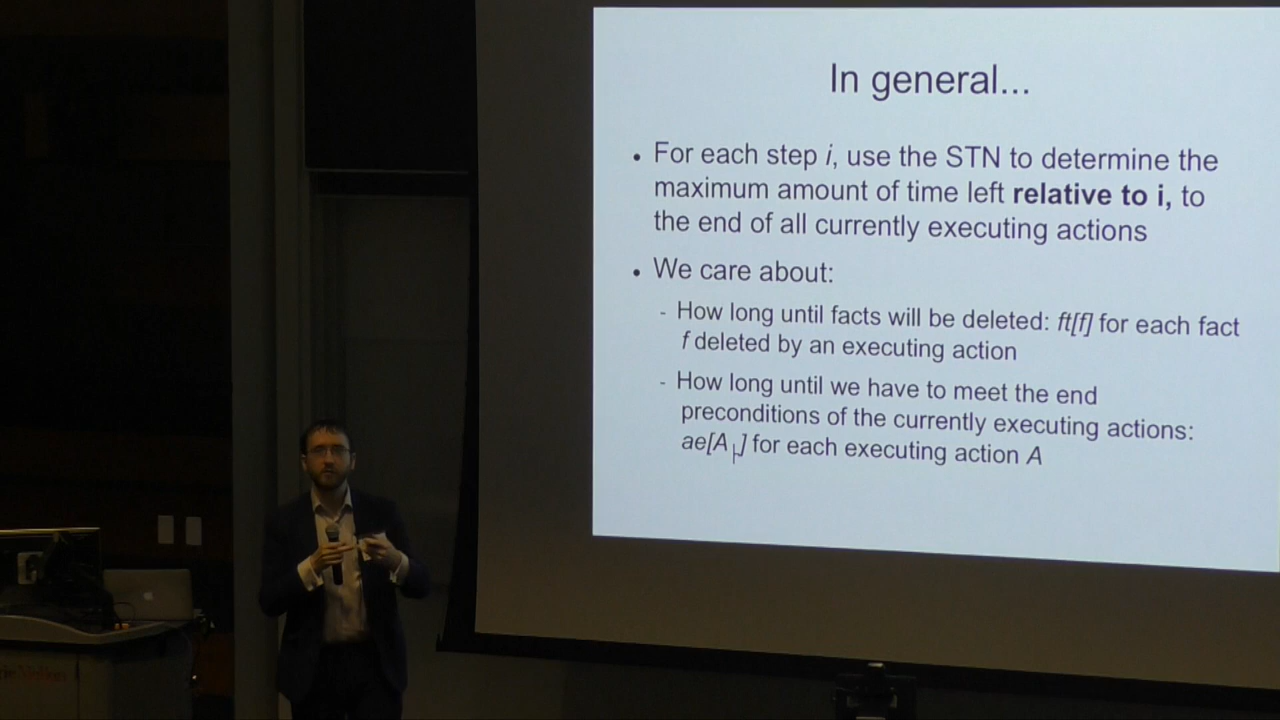 In general...
• For each step i, use the STN to determine the
maximum amount of time left relative to i, to
the end of all currently executing actions
• We care about:
- How long until facts will be deleted: ft[f] for each fact
f deleted by an executing action
- How long until we have to meet the end
preconditions of the currently executing actions:
ae[A⊣] for each executing action A